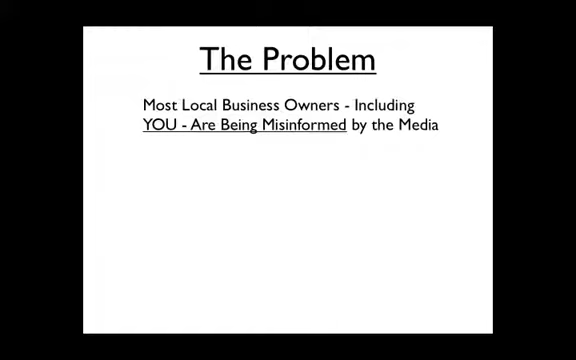 The Problem
Most Local Business Owners - Including
YOU - Are Being Misinformed by the Media